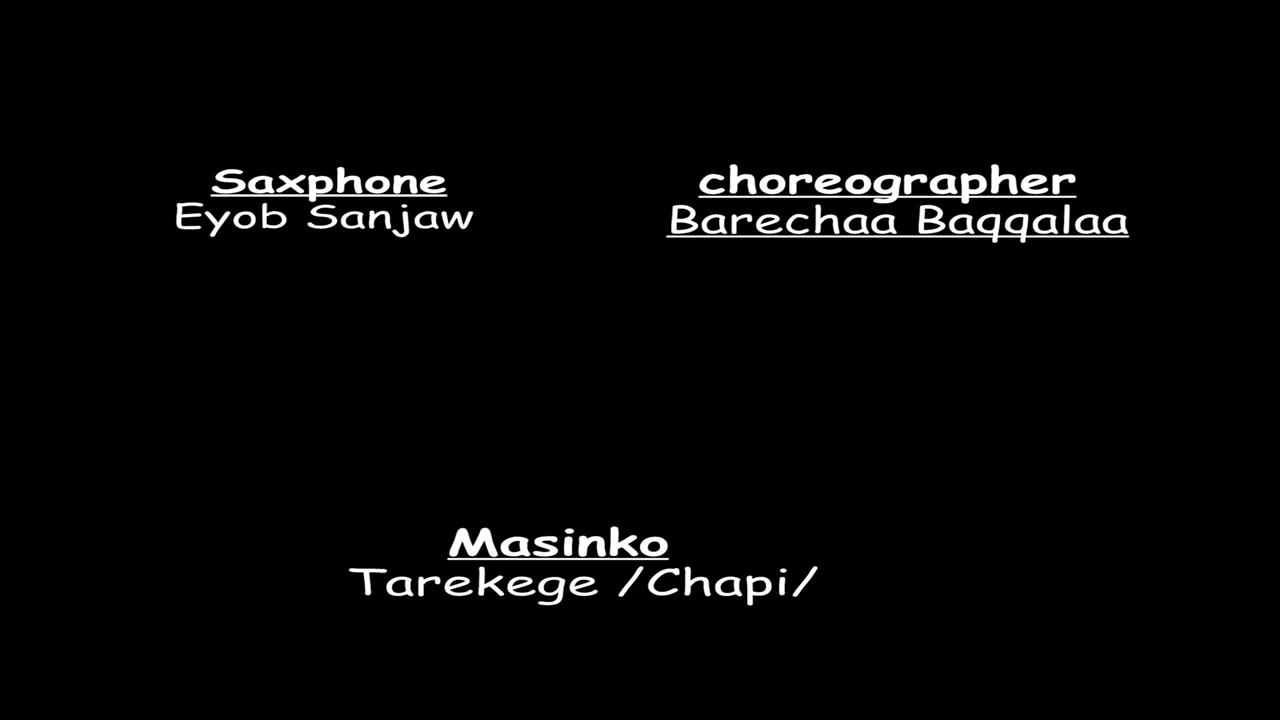 Saxphone
Eyob Sanjaw
choreographer
Barechaa Baqqalaa
Masinko
Tarekege /Chapi/